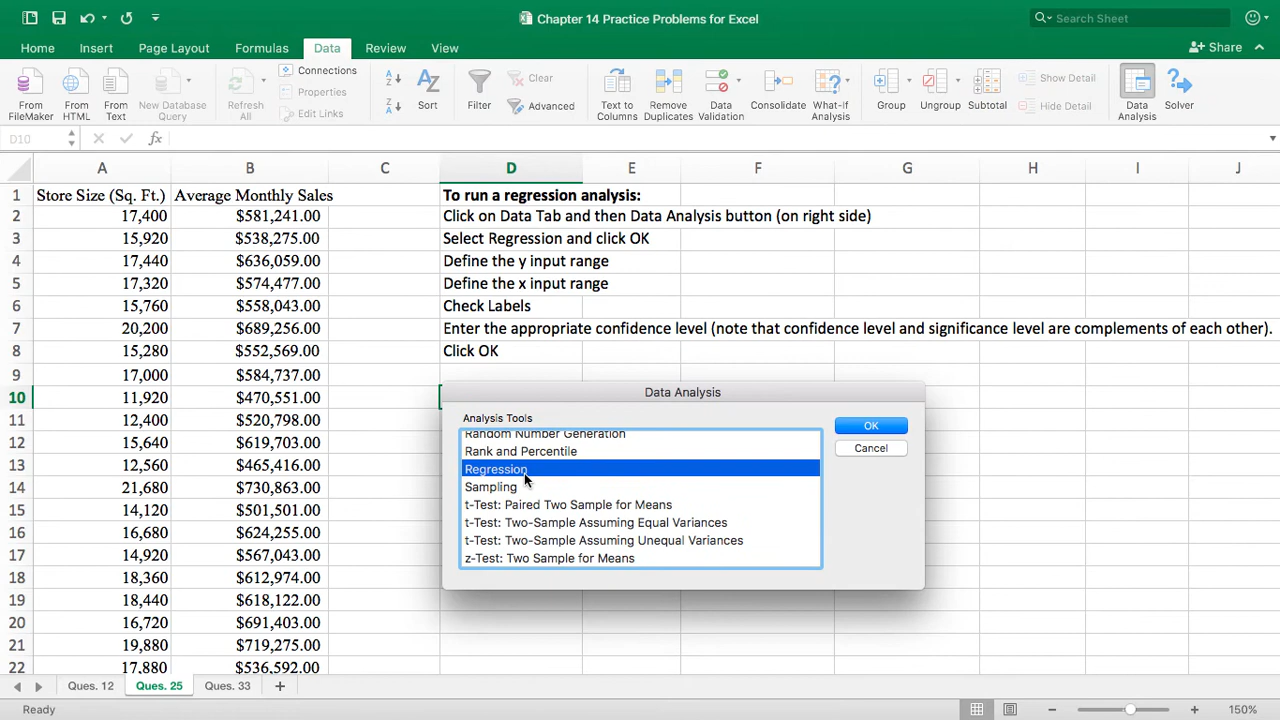 Chapter 14 Practice Problems for Excel
Search Sheet
Home Insert Page Layout Formulas Data Review View
Share
From FileMaker
From HTML
From Text
New Database Query
Refresh All
Connections
Properties
Edit Links
Sort
Filter
Clear
Advanced
Text to Columns
Remove Duplicates
Data Validation
Consolidate
What-If Analysis
Group
Ungroup
Subtotal
Show Detail
Hide Detail
Data Analysis
Solver
D10 fx
A B C D E F G H I J
1 Store Size (Sq. Ft.) Average Monthly Sales To run a regression analysis:
2 17,400 $581,241.00 Click on Data Tab and then Data Analysis button (on right side)
3 15,920 $538,275.00 Select Regression and click OK
4 17,440 $636,059.00 Define the y input range
5 17,320 $574,477.00 Define the x input range
6 15,760 $558,043.00 Check Labels
7 20,200 $689,256.00 Enter the appropriate confidence level (note that confidence level and significance level are complements of each other).
8 15,280 $552,569.00 Click OK
9 17,000 $584,737.00
10 11,920 $470,551.00
11 12,400 $520,798.00
12 15,640 $619,703.00
13 12,560 $465,416.00
14 21,680 $730,863.00
15 14,120 $501,501.00
16 16,680 $624,255.00
17 14,920 $567,043.00
18 18,360 $612,974.00
19 18,440 $618,122.00
20 16,720 $691,403.00
21 19,880 $719,275.00
22 17,880 $536,592.00
Data Analysis
Analysis Tools
Random Number Generation
Rank and Percentile
Regression
Sampling
t-Test: Paired Two Sample for Means
t-Test: Two-Sample Assuming Equal Variances
t-Test: Two-Sample Assuming Unequal Variances
z-Test: Two Sample for Means
OK
Cancel
Ques. 12 Ques. 25 Ques. 33
Ready
150%